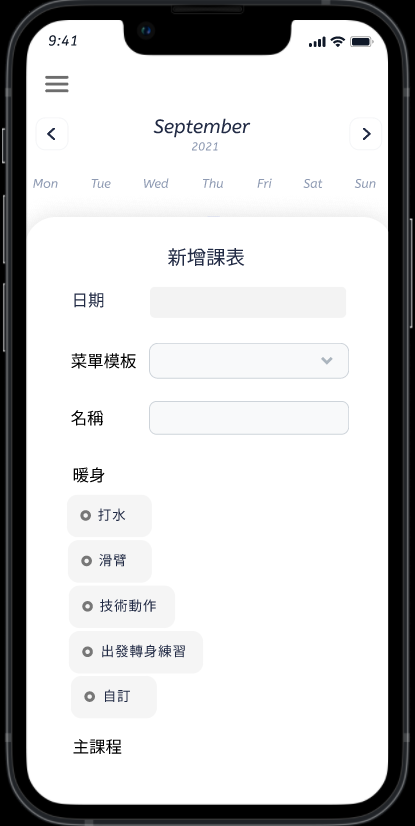 9:41
September
2021
Mon Tue Wed Thu Fri Sat Sun
新增課表
日期
菜單模板
名稱
暖身
打水
滑臂
技術動作
出發轉身練習
自訂
主課程